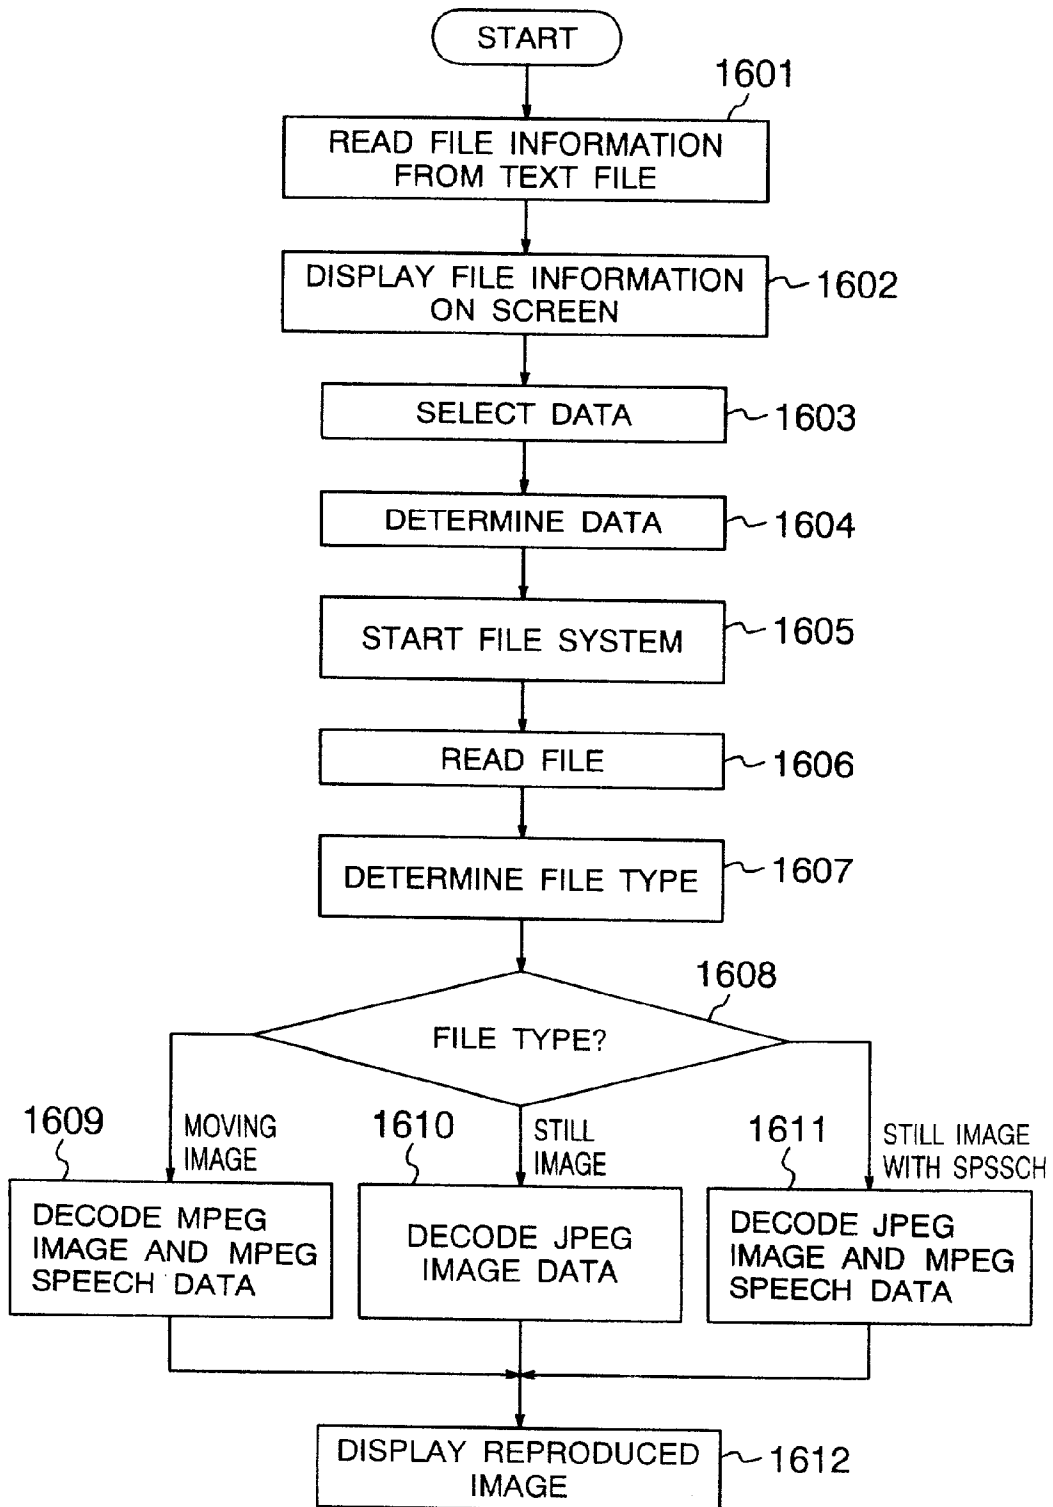 START
1601
READ FILE INFORMATION
FROM TEXT FILE
DISPLAY FILE INFORMATION
ON SCREEN
1602
SELECT DATA
1603
DETERMINE DATA
1604
START FILE SYSTEM
1605
READ FILE
1606
DETERMINE FILE TYPE
1607
1608
FILE TYPE?
1609
MOVING
IMAGE
1610
STILL
IMAGE
1611
STILL IMAGE
WITH SPSSCH
DECODE MPEG
IMAGE AND MPEG
SPEECH DATA
DECODE JPEG
IMAGE DATA
DECODE JPEG
IMAGE AND MPEG
SPEECH DATA
DISPLAY REPRODUCED
IMAGE
1612